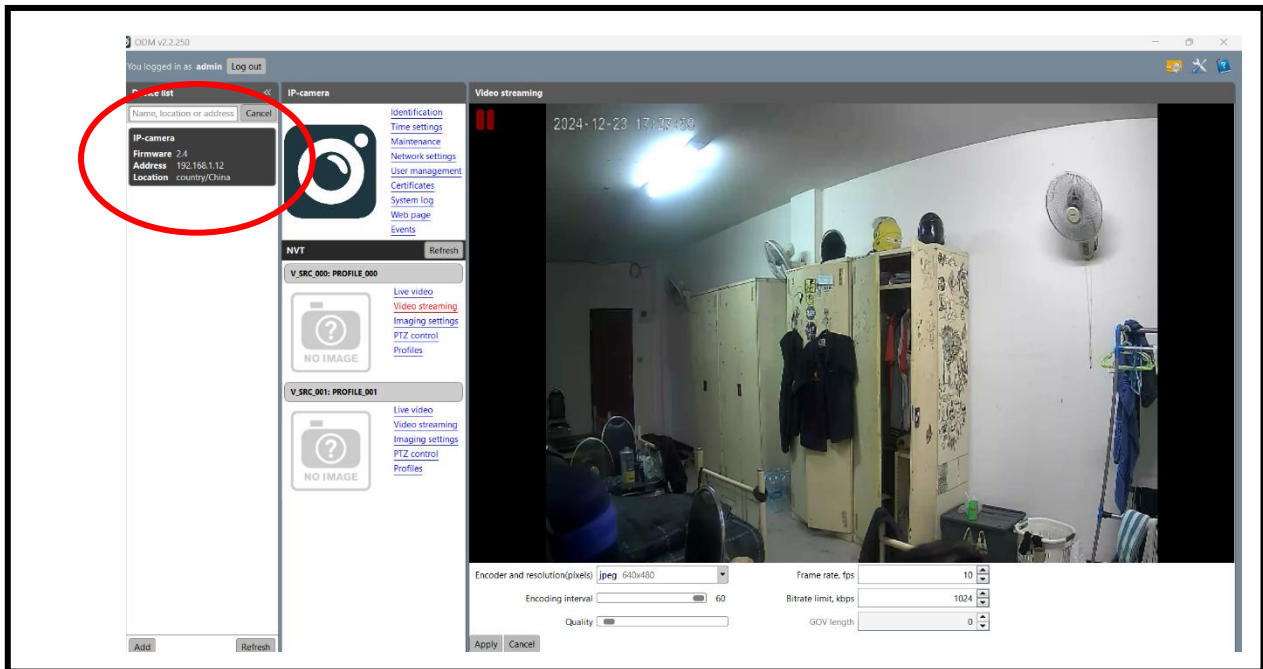 ODM v2.2.250
You logged in as admin Log out
Device list «
Name, location or address Cancel
IP-camera
Firmware 2.4
Address 192.168.1.12
Location country/China
Add Refresh
IP-camera
Identification
Time settings
Maintenance
Network settings
User management
Certificates
System log
Web page
Events
NVT Refresh
V_SRC_000: PROFILE_000
NO IMAGE
Live video
Video streaming
Imaging settings
PTZ control
Profiles
V_SRC_001: PROFILE_001
NO IMAGE
Live video
Video streaming
Imaging settings
PTZ control
Profiles
Video streaming
2024-12-23
Encoder and resolution(pixels) jpeg 640x480
Encoding interval 60
Quality
Frame rate, fps 10
Bitrate limit, kbps 1024
GOV length 0
Apply Cancel